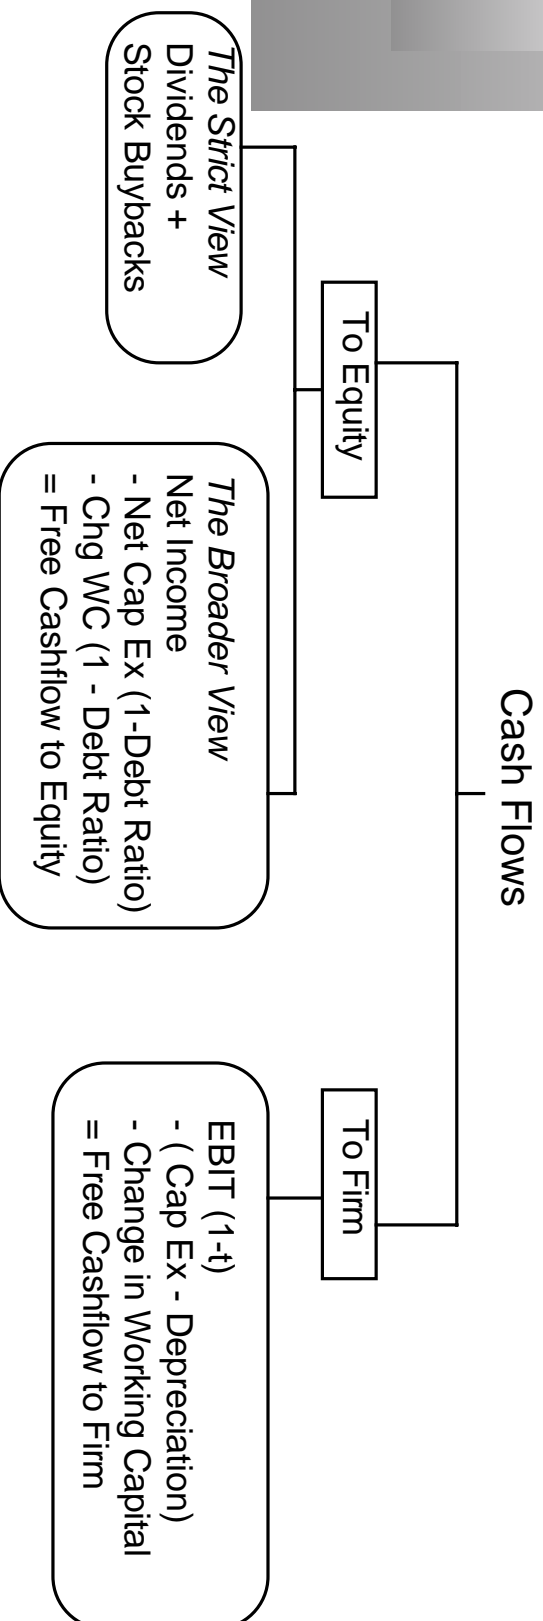 Cash Flows
To Equity
To Firm
The Strict View
Dividends +
Stock Buybacks
The Broader View
Net Income
- Net Cap Ex (1-Debt Ratio)
- Chg WC (1 - Debt Ratio)
= Free Cashflow to Equity
EBIT (1-t)
- ( Cap Ex - Depreciation)
- Change in Working Capital
= Free Cashflow to Firm